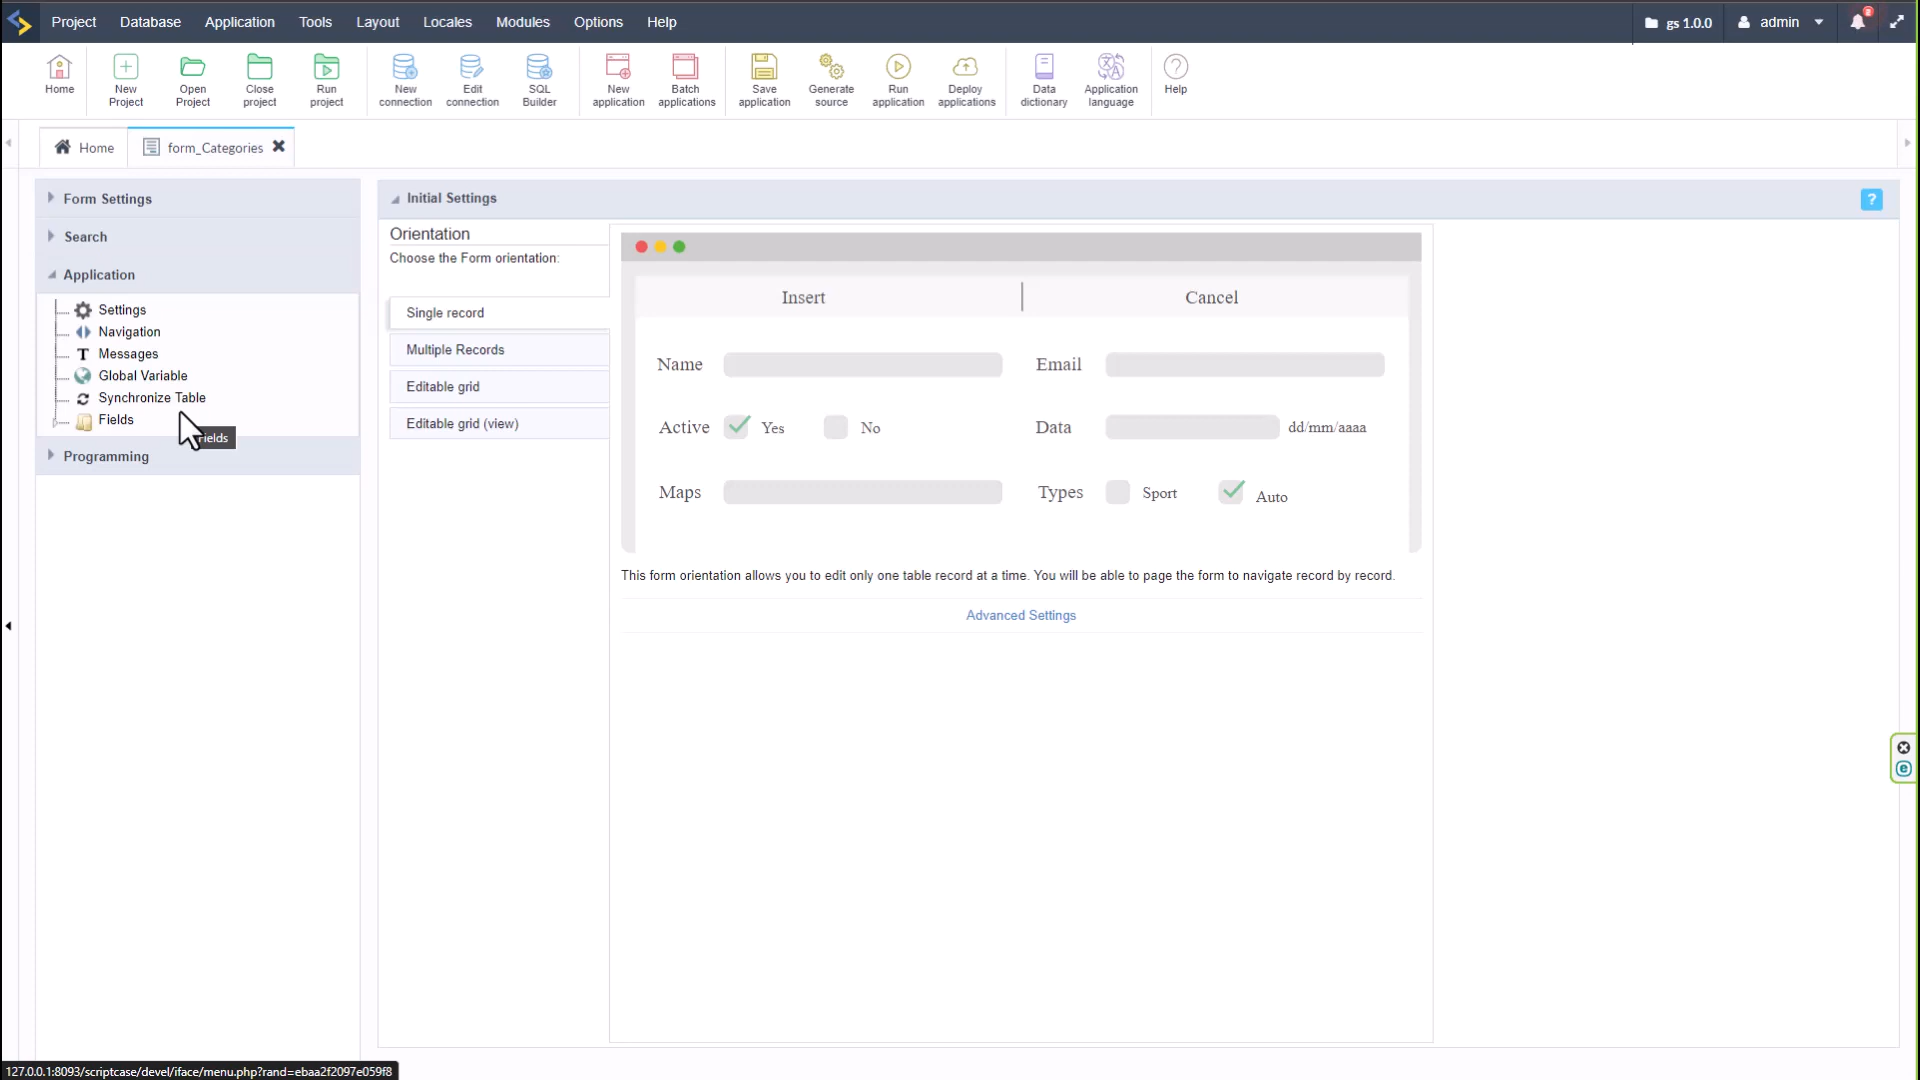 Project Database Application Tools Layout Locales Modules Options Help gs 1.0.0 admin
Home
New
Project
Open
Project
Close
project
Run
project
New
connection
Edit
connection
SQL
Builder
New
application
Batch
applications
Save
application
Generate
source
Run
application
Deploy
applications
Data
dictionary
Application
language
Help
Home form_Categories
Form Settings
Search
Application
Settings
Navigation
Messages
Global Variable
Synchronize Table
Fields
Programming
Initial Settings
?
Orientation
Choose the Form orientation:
Single record
Multiple Records
Editable grid
Editable grid (view)
Insert Cancel
Name Email
Active Yes No Data dd/mm/aaaa
Maps Types Sport Auto
This form orientation allows you to edit only one table record at a time. You will be able to page the form to navigate record by record.
Advanced Settings
127.0.0.1:8093/scriptcase/devel/iface/menu.php?rand=ebaa2f2097e059f8